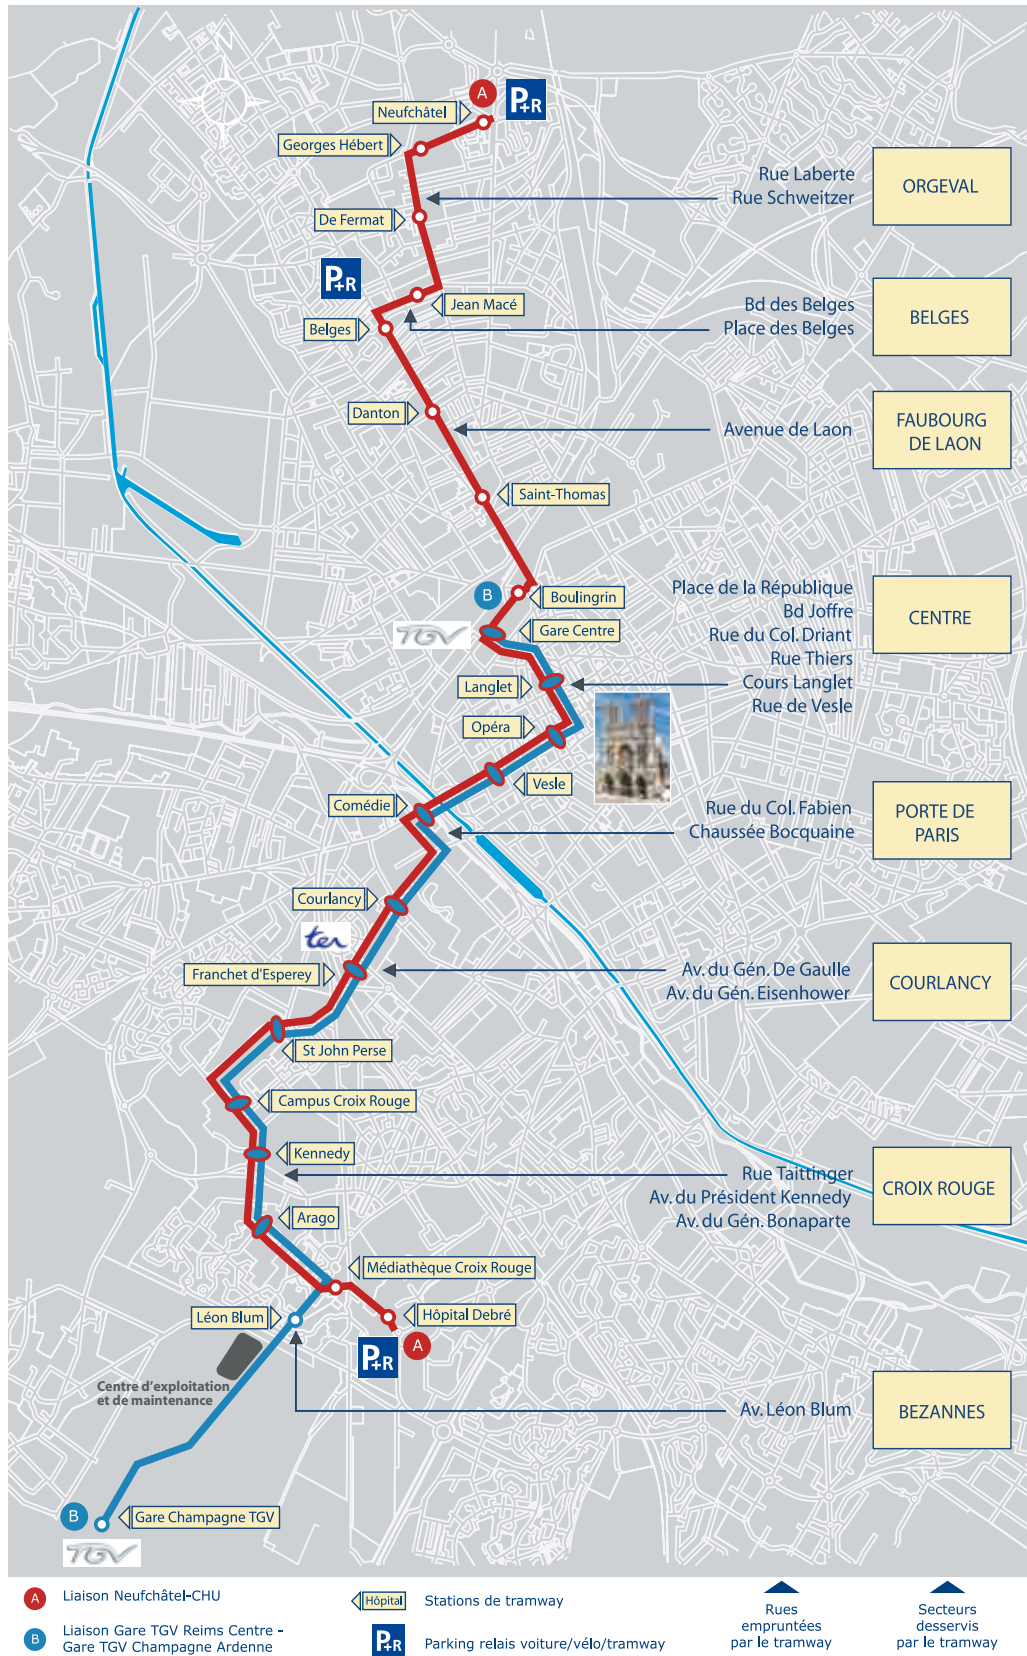 N
A
P+R
Neufchâtel
Georges Hébert
Rue Laberte
Rue Schweitzer
ORGEVAL
De Fermat
P+R
Jean Macé
Bd des Belges
Place des Belges
BELGES
Belges
Danton
Avenue de Laon
FAUBOURG
DE LAON
Saint-Thomas
B
Boulingrin
TGV
Gare Centre
Place de la République
Bd Joffre
Rue du Col. Driant
Rue Thiers
Cours Langlet
Rue de Vesle
CENTRE
Langlet
Opéra
Vesle
Comédie
Rue du Col. Fabien
Chaussée Bocquaine
PORTE DE
PARIS
Courlancy
ter
Franchet d'Esperey
Av. du Gén. De Gaulle
Av. du Gén. Eisenhower
COURLANCY
St John Perse
Campus Croix Rouge
Kennedy
Rue Taittinger
Av. du Président Kennedy
Av. du Gén. Bonaparte
CROIX ROUGE
Arago
Médiathèque Croix Rouge
Léon Blum
Hôpital Debré
P+R
A
Centre d'exploitation
et de maintenance
Av. Léon Blum
BEZANNES
B
Gare Champagne TGV
TGV
A
Liaison Neufchâtel-CHU
B
Liaison Gare TGV Reims Centre -
Gare TGV Champagne Ardenne
Hôpital
Stations de tramway
P+R
Parking relais voiture/vélo/tramway
Rues
empruntées
par le tramway
Secteurs
desservis
par le tramway